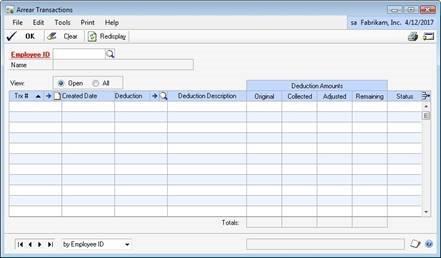 Arrear Transactions
File Edit Tools Print Help
sa Fabrikam, Inc. 4/12/2017
OK Clear Redisplay
Employee ID
Name
View: Open All
Deduction Amounts
Trx # Created Date Deduction Deduction Description Original Collected Adjusted Remaining Status
Totals:
by Employee ID